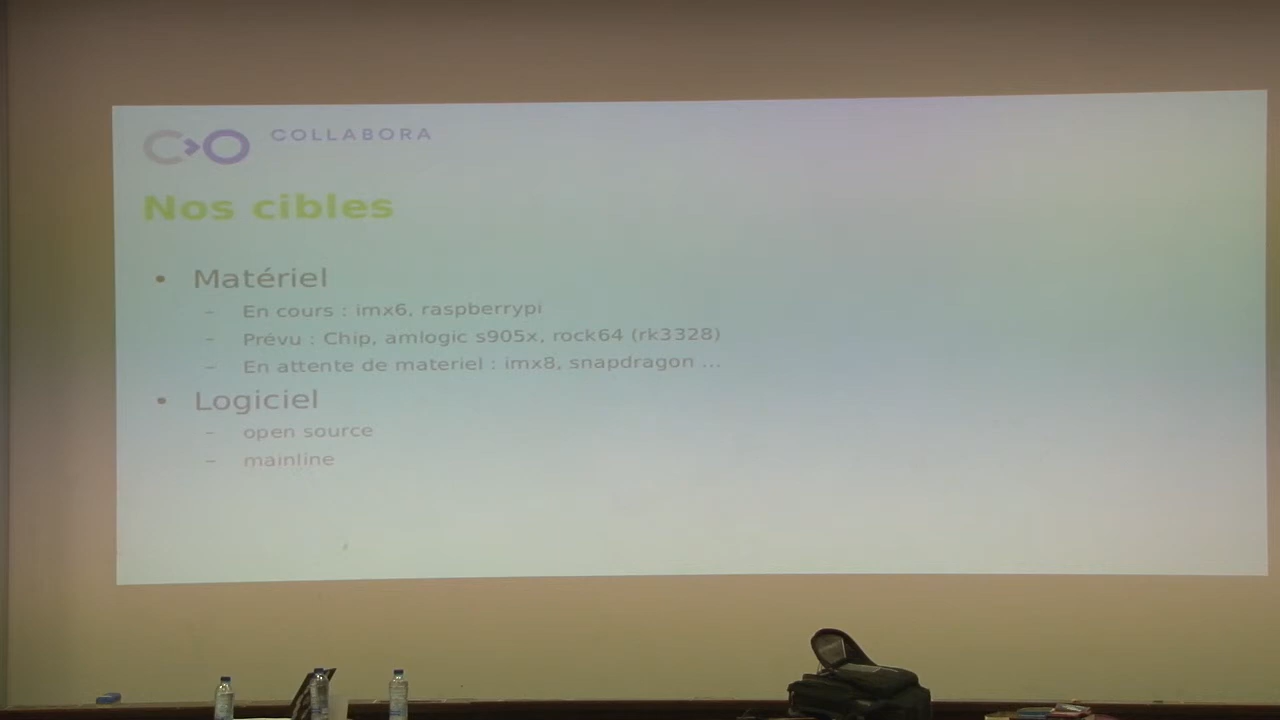 COLLABORA
Nos cibles
• Matériel
– En cours : imx6, raspberrypi
– Prévu : Chip, amlogic s905x, rock64 (rk3328)
– En attente de materiel : imx8, snapdragon ...
• Logiciel
– open source
– mainline